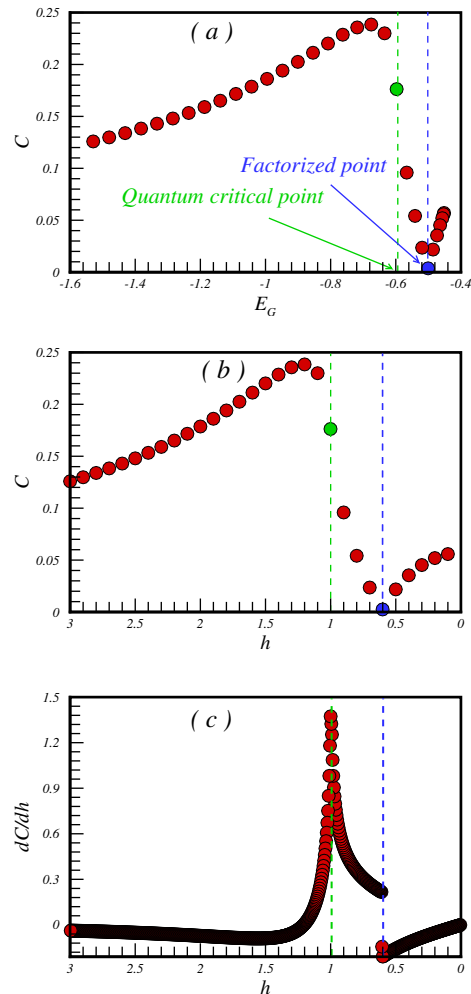 ( a )
0.25
0.2
0.15
0.1
0.05
0
C
Factorized point
Quantum critical point
-1.6 -1.4 -1.2 -1 -0.8 -0.6 -0.4
E_G
( b )
0.25
0.2
0.15
0.1
0.05
0
C
3 2.5 2 1.5 1 0.5 0
h
( c )
1.5
1.2
0.9
0.6
0.3
0
dC/dh
3 2.5 2 1.5 1 0.5 0
h